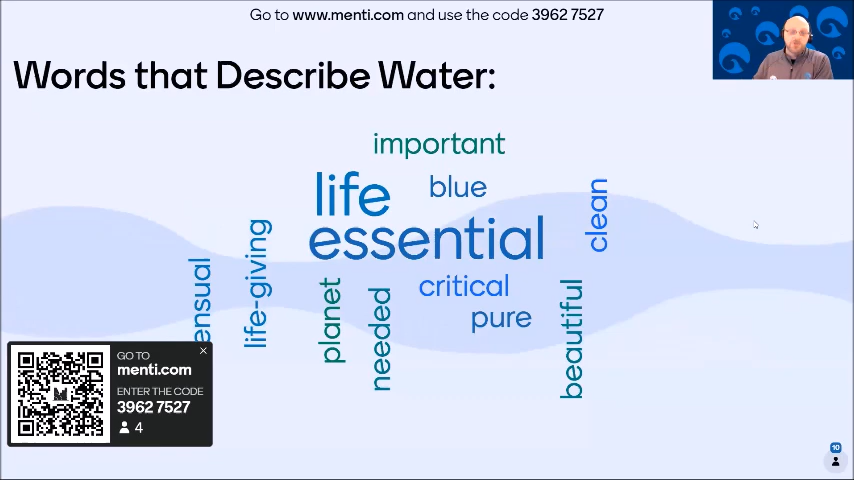 Go to www.menti.com and use the code 3962 7527
Words that Describe Water:
important
life
blue
clean
essential
life-giving
planet
needed
critical
pure
beautiful
GO TO
menti.com
ENTER THE CODE
3962 7527
4
10